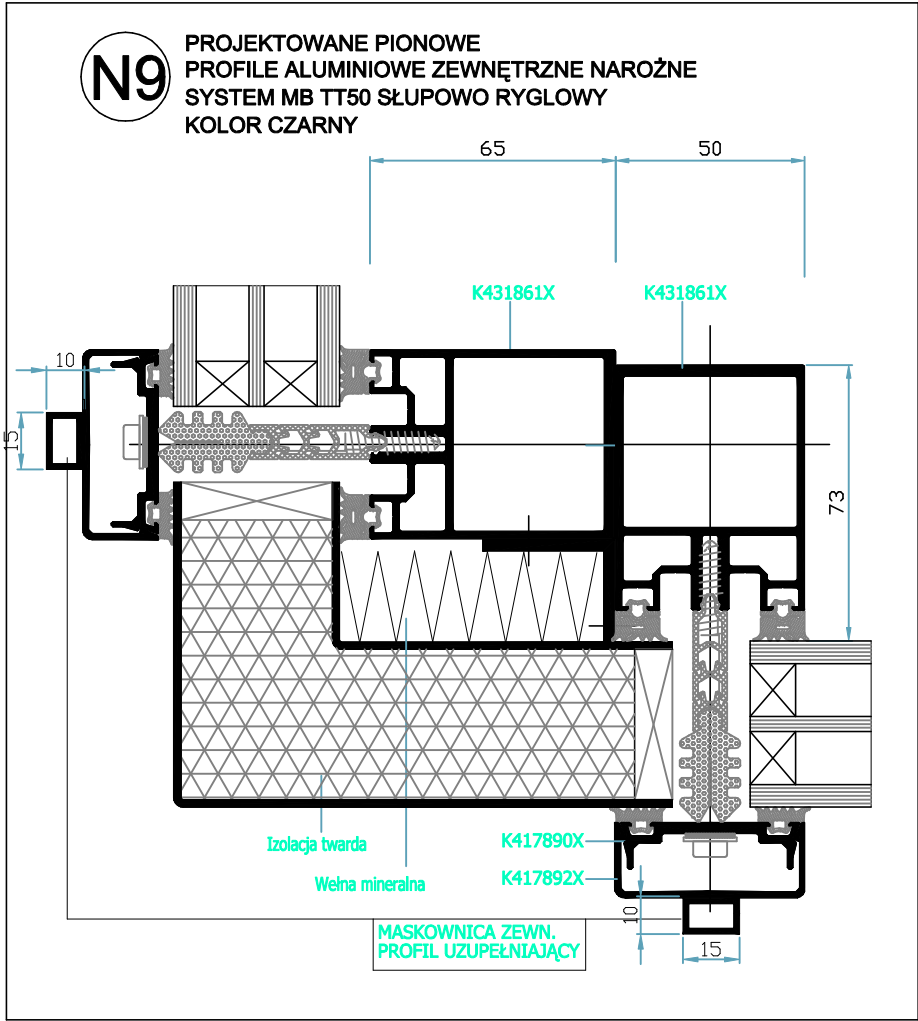 N9
PROJEKTOWANE PIONOWE
PROFILE ALUMINIOWE ZEWNĘTRZNE NAROŻNE
SYSTEM MB TT50 SŁUPOWO RYGLOWY
KOLOR CZARNY
65
50
K431861X
K431861X
10
15
73
Izolacja twarda
Wełna mineralna
K417890X
K417892X
10
15
MASKOWNICA ZEWN.
PROFIL UZUPEŁNIAJĄCY